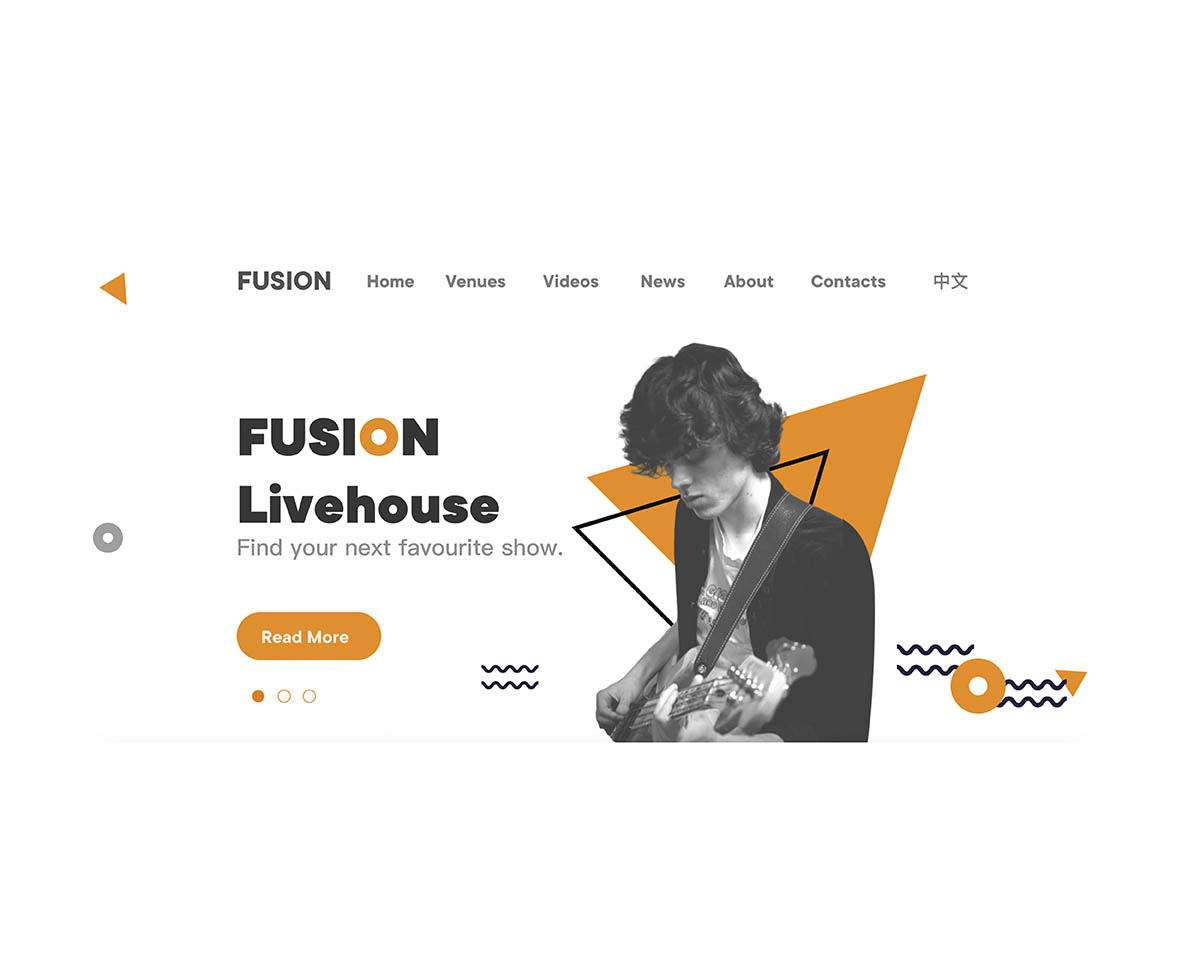 FUSION Home Venues Videos News About Contacts 中文
FUSION
Livehouse
Find your next favourite show.
Read More